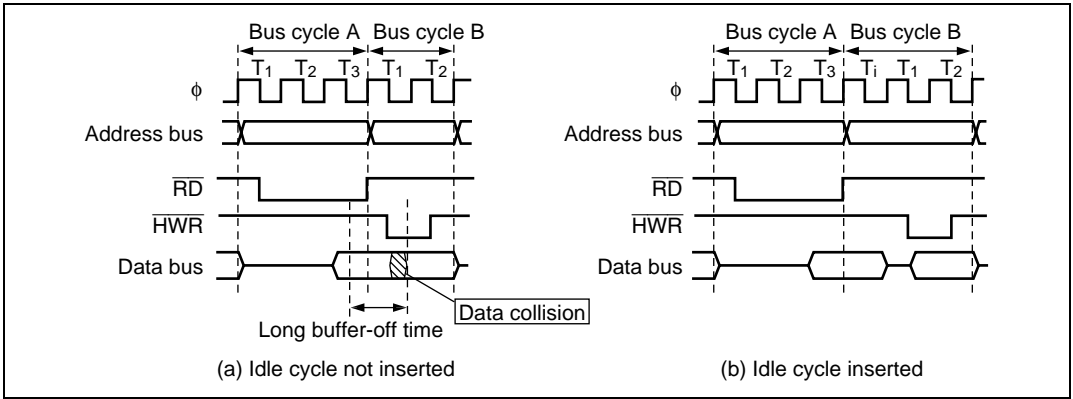 Bus cycle A Bus cycle B
T1 T2 T3 T1 T2
ϕ
Address bus
RD
HWR
Data bus
Data collision
Long buffer-off time
(a) Idle cycle not inserted
Bus cycle A Bus cycle B
T1 T2 T3 Ti T1 T2
ϕ
Address bus
RD
HWR
Data bus
(b) Idle cycle inserted